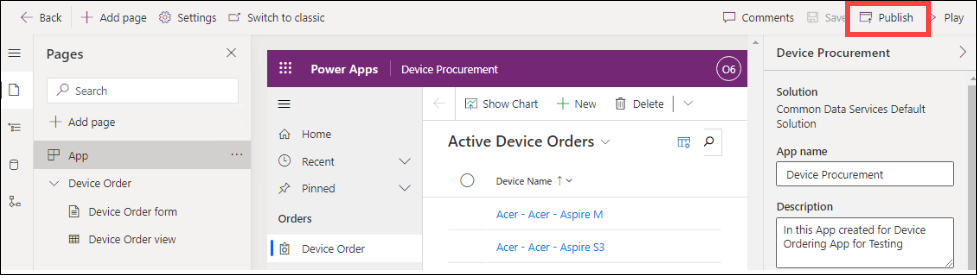 Back
Add page
Settings
Switch to classic
Comments
Save
Publish
Play
Pages
Search
Add page
App
Device Order
Device Order form
Device Order view
Power Apps
Device Procurement
O6
Show Chart
New
Delete
Home
Recent
Pinned
Orders
Device Order
Active Device Orders
Device Name
Acer - Acer - Aspire M
Acer - Acer - Aspire S3
Device Procurement
Solution
Common Data Services Default
Solution
App name
Device Procurement
Description
In this App created for Device
Ordering App for Testing